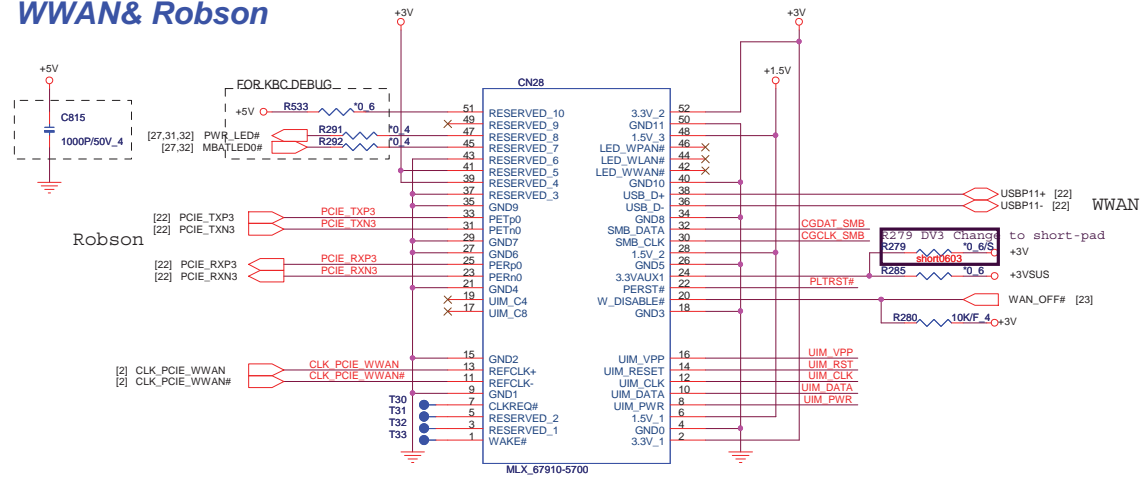 WWAN& Robson
+3V
+3V
+5V
C815
1000P/50V_4
FOR KBC DEBUG
+5V R533 *0_6
[27,31,32] PWR_LED# R291 *0_4
[27,32] MBATLED0# R292 *0_4
CN28
+1.5V
51 RESERVED_10
49 RESERVED_9
47 RESERVED_8
45 RESERVED_7
43 RESERVED_6
41 RESERVED_5
39 RESERVED_4
37 RESERVED_3
35 GND9
33 PETp0
31 PETn0
29 GND7
27 GND6
25 PERp0
23 PERn0
21 GND4
19 UIM_C4
17 UIM_C8
15 GND2
13 REFCLK+
11 REFCLK-
9 GND1
7 CLKREQ#
5 RESERVED_2
3 RESERVED_1
1 WAKE#
3.3V_2 52
GND11 50
1.5V_3 48
LED_WPAN# 46
LED_WLAN# 44
LED_WWAN# 42
GND10 40
USB_D+ 38
USB_D- 36
GND8 34
SMB_DATA 32
SMB_CLK 30
1.5V_2 28
GND5 26
3.3VAUX1 24
PERST# 22
W_DISABLE# 20
GND3 18
UIM_VPP 16
UIM_RESET 14
UIM_CLK 12
UIM_DATA 10
UIM_PWR 8
1.5V_1 6
GND0 4
3.3V_1 2
Robson
[22] PCIE_TXP3 PCIE_TXP3
[22] PCIE_TXN3 PCIE_TXN3
[22] PCIE_RXP3 PCIE_RXP3
[22] PCIE_RXN3 PCIE_RXN3
[2] CLK_PCIE_WWAN CLK_PCIE_WWAN
[2] CLK_PCIE_WWAN# CLK_PCIE_WWAN#
T30
T31
T32
T33
USBP11+ [22]
USBP11- [22]
WWAN
CGDAT_SMB
CGCLK_SMB
R279 DV3 Change to short-pad
R279 *0_6/S +3V
short0603
R285 *0_6 +3VSUS
PLTRST#
WAN_OFF# [23]
R280 10K/F_4 +3V
UIM_VPP
UIM_RST
UIM_CLK
UIM_DATA
UIM_PWR
MLX_67910-5700